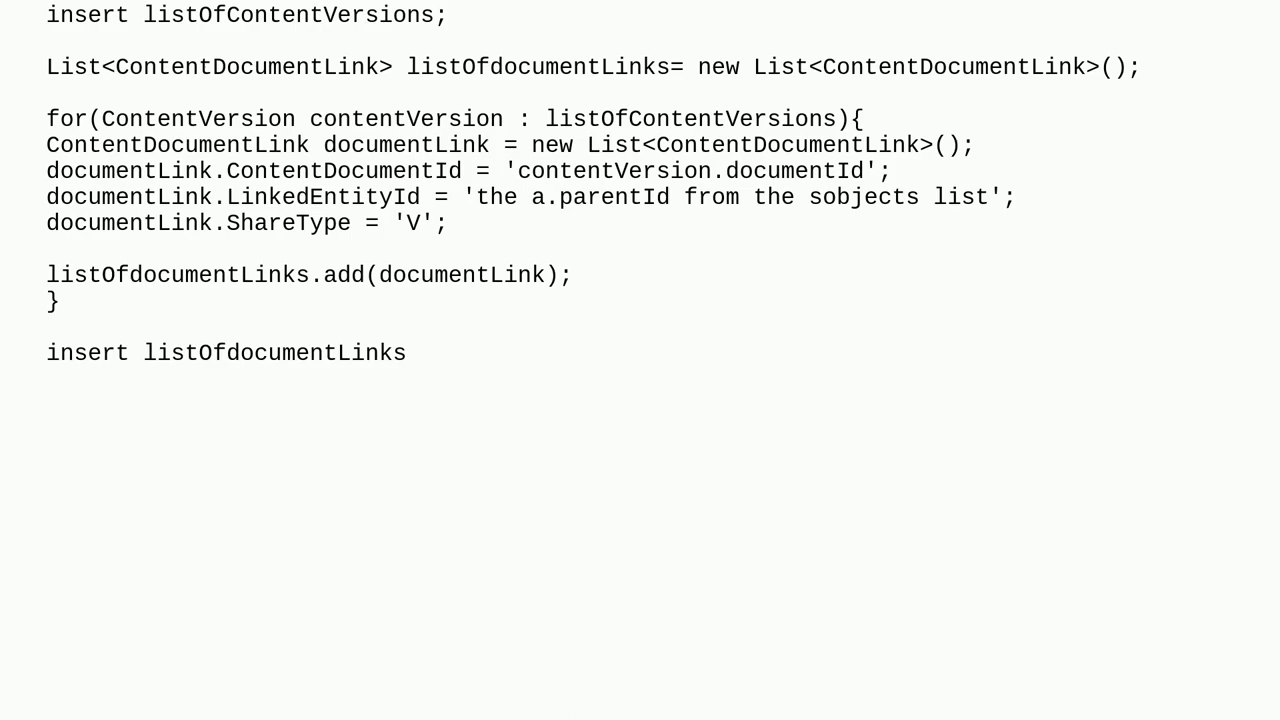 insert listOfContentVersions;
List<ContentDocumentLink> listOfdocumentLinks= new List<ContentDocumentLink>();
for(ContentVersion contentVersion : listOfContentVersions){
ContentDocumentLink documentLink = new List<ContentDocumentLink>();
documentLink.ContentDocumentId = 'contentVersion.documentId';
documentLink.LinkedEntityId = 'the a.parentId from the sobjects list';
documentLink.ShareType = 'V';
listOfdocumentLinks.add(documentLink);
}
insert listOfdocumentLinks